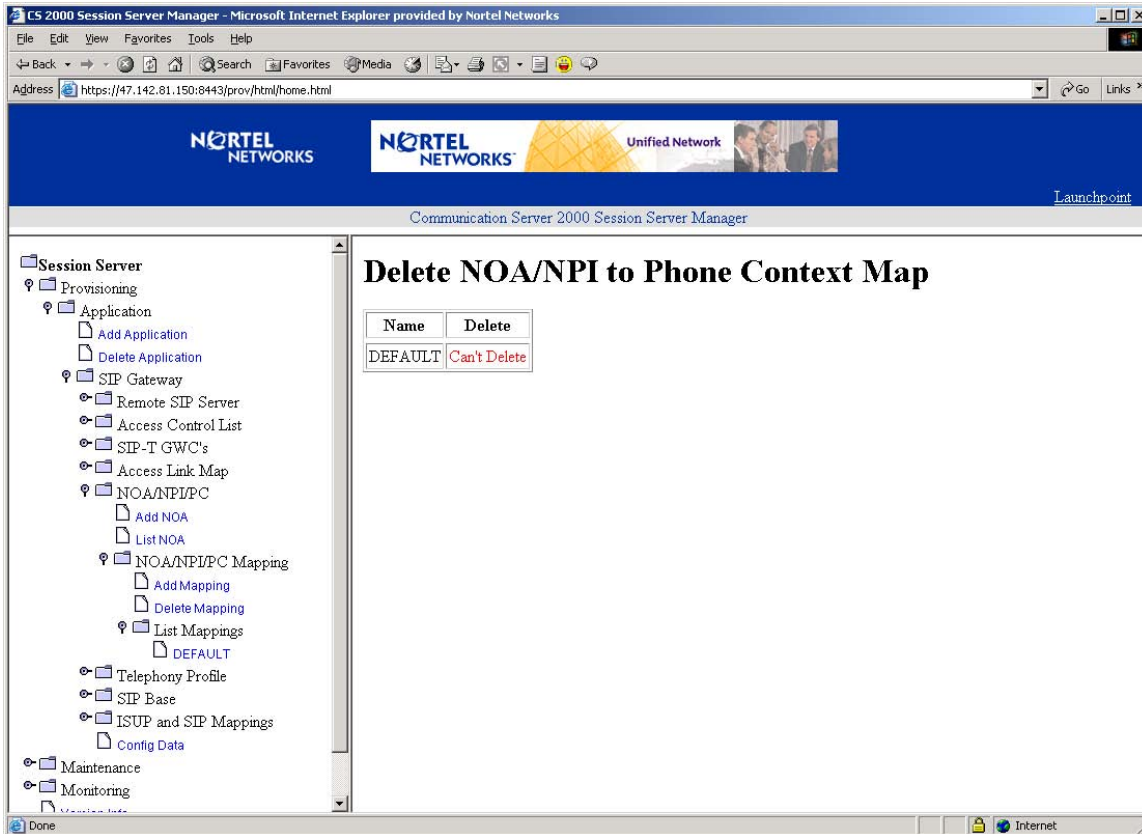 CS 2000 Session Server Manager - Microsoft Internet Explorer provided by Nortel Networks
File Edit View Favorites Tools Help
Back Search Favorites Media
Address https://47.142.81.150:8443/prov/html/home.html Go Links »
NORTEL NETWORKS
NORTEL NETWORKS™ Unified Network
Launchpoint
Communication Server 2000 Session Server Manager
Session Server
Provisioning
Application
Add Application
Delete Application
SIP Gateway
Remote SIP Server
Access Control List
SIP-T GWC's
Access Link Map
NOA/NPI/PC
Add NOA
List NOA
NOA/NPI/PC Mapping
Add Mapping
Delete Mapping
List Mappings
DEFAULT
Telephony Profile
SIP Base
ISUP and SIP Mappings
Config Data
Maintenance
Monitoring
Delete NOA/NPI to Phone Context Map
Name Delete
DEFAULT Can't Delete
Done Internet